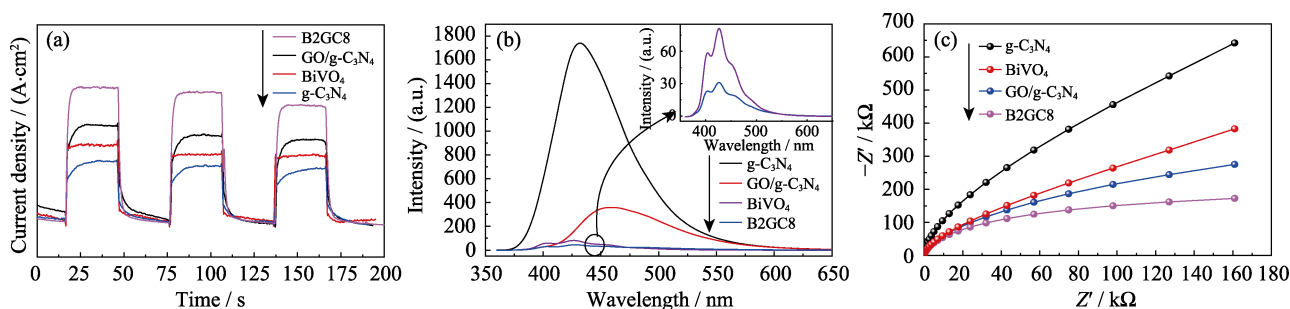 (a)
B2GC8
GO/g-C₃N₄
BiVO₄
g-C₃N₄
Current density / (A·cm²)
0 25 50 75 100 125 150 175 200
Time / s
(b)
1800
1600
1400
1200
1000
800
600
400
200
0
Intensity / (a.u.)
360 400 450 500 550 600 650
Wavelength / nm
60
30
0
Intensity / (a.u.)
400 500 600
Wavelength / nm
g-C₃N₄
GO/g-C₃N₄
BiVO₄
B2GC8
(c)
g-C₃N₄
BiVO₄
GO/g-C₃N₄
B2GC8
700
600
500
400
300
200
100
0
−Z′ / kΩ
0 20 40 60 80 100 120 140 160 180
Z′ / kΩ